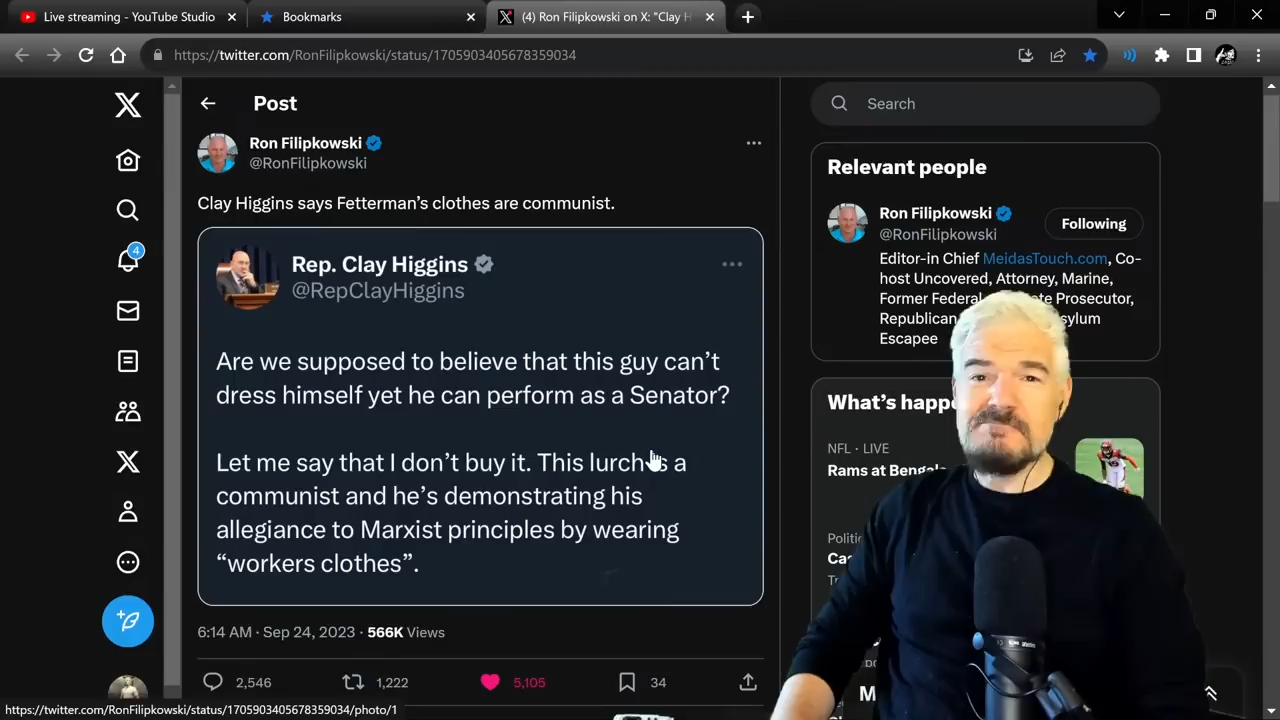 Live streaming - YouTube Studio
Bookmarks
(4) Ron Filipkowski on X: "Clay H
https://twitter.com/RonFilipkowski/status/1705903405678359034
Post
Search
Ron Filipkowski
@RonFilipkowski
Clay Higgins says Fetterman's clothes are communist.
Rep. Clay Higgins
@RepClayHiggins
Are we supposed to believe that this guy can't
dress himself yet he can perform as a Senator?
Let me say that I don't buy it. This lurch is a
communist and he's demonstrating his
allegiance to Marxist principles by wearing
"workers clothes".
6:14 AM · Sep 24, 2023 · 566K Views
2,546
1,222
5,105
34
4
Relevant people
Ron Filipkowski
@RonFilipkowski
Following
Editor-in Chief MeidasTouch.com, Co-
host Uncovered, Attorney, Marine,
Former Federal, Prosecutor,
Republican
Escapee
What's
NFL · LIVE
Rams at
https://twitter.com/RonFilipkowski/status/1705903405678359034/photo/1